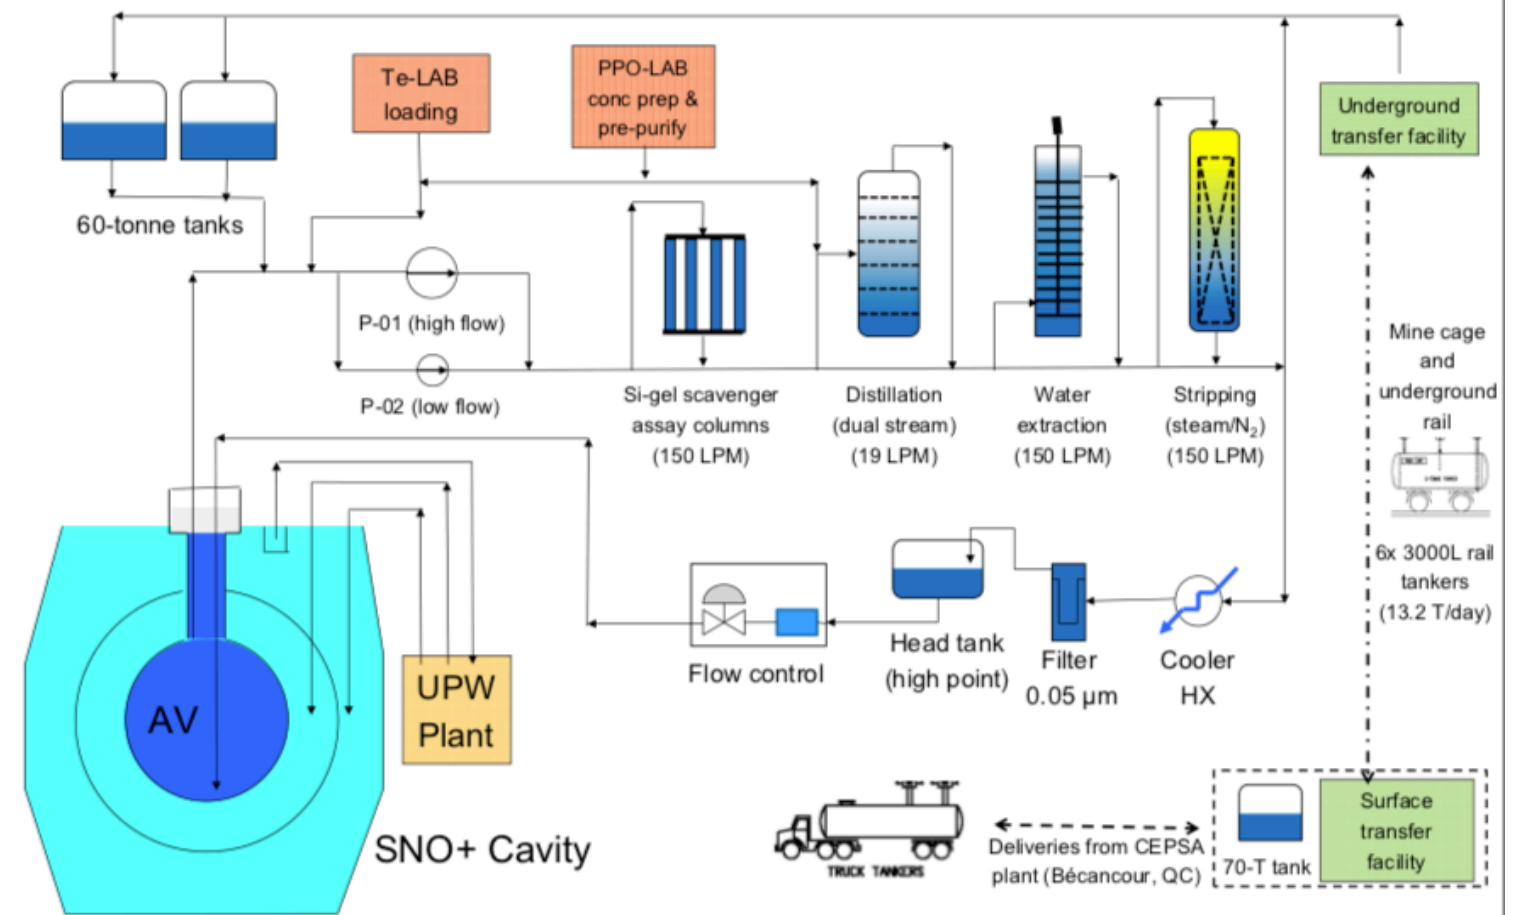 Te-LAB
loading
PPO-LAB
conc prep &
pre-purify
Underground
transfer facility
60-tonne tanks
P-01 (high flow)
P-02 (low flow)
Si-gel scavenger
assay columns
(150 LPM)
Distillation
(dual stream)
(19 LPM)
Water
extraction
(150 LPM)
Stripping
(steam/N₂)
(150 LPM)
Mine cage
and
underground
rail
6x 3000L rail
tankers
(13.2 T/day)
AV
UPW
Plant
SNO+ Cavity
Flow control
Head tank
(high point)
Filter
0.05 µm
Cooler
HX
TRUCK TANKERS
Deliveries from CEPSA
plant (Bécancour, QC)
70-T tank
Surface
transfer
facility